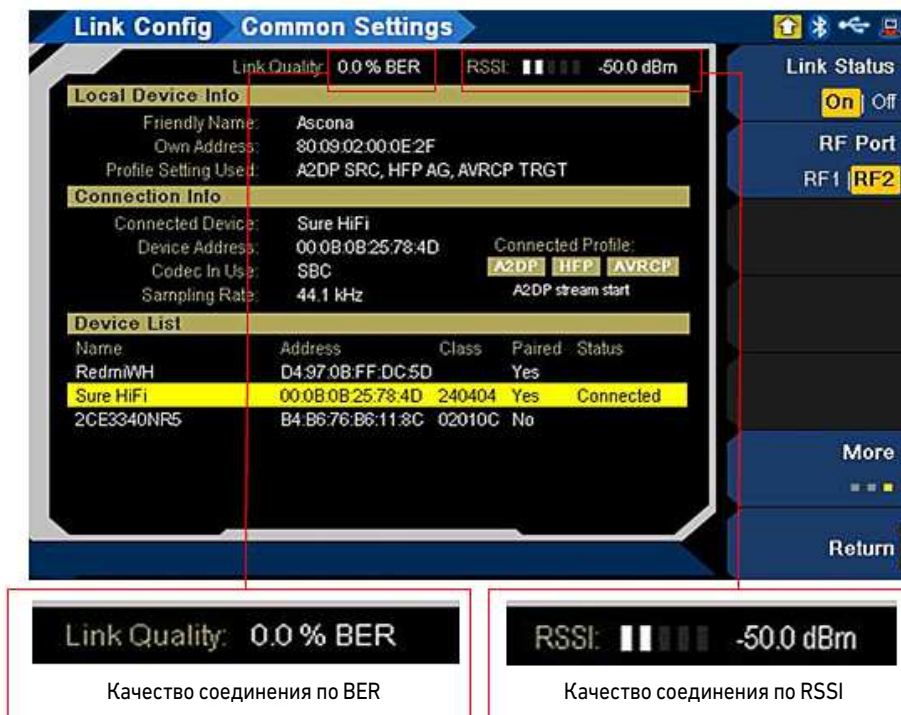 Link Config Common Settings
Link Quality: 0.0 % BER RSSI: -50.0 dBm
Link Status
On | Off
RF Port
RF1 | RF2
More
Return
Local Device Info
Friendly Name: Ascona
Own Address: 80:09:02:00:0E:2F
Profile Setting Used: A2DP SRC, HFP AG, AVRCP TRGT
Connection Info
Connected Device: Sure HiFi
Device Address: 00:0B:0B:25:78:4D Connected Profile:
Codec In Use: SBC A2DP HFP AVRCP
Sampling Rate: 44.1 kHz A2DP stream start
Device List
Name Address Class Paired Status
RedmiWH D4:97:0B:FF:DC:5D Yes
Sure HiFi 00:0B:0B:25:78:4D 240404 Yes Connected
2CE3340NR5 B4:B6:76:B6:11:8C 02010C No
Link Quality: 0.0 % BER
Качество соединения по BER
RSSI: -50.0 dBm
Качество соединения по RSSI